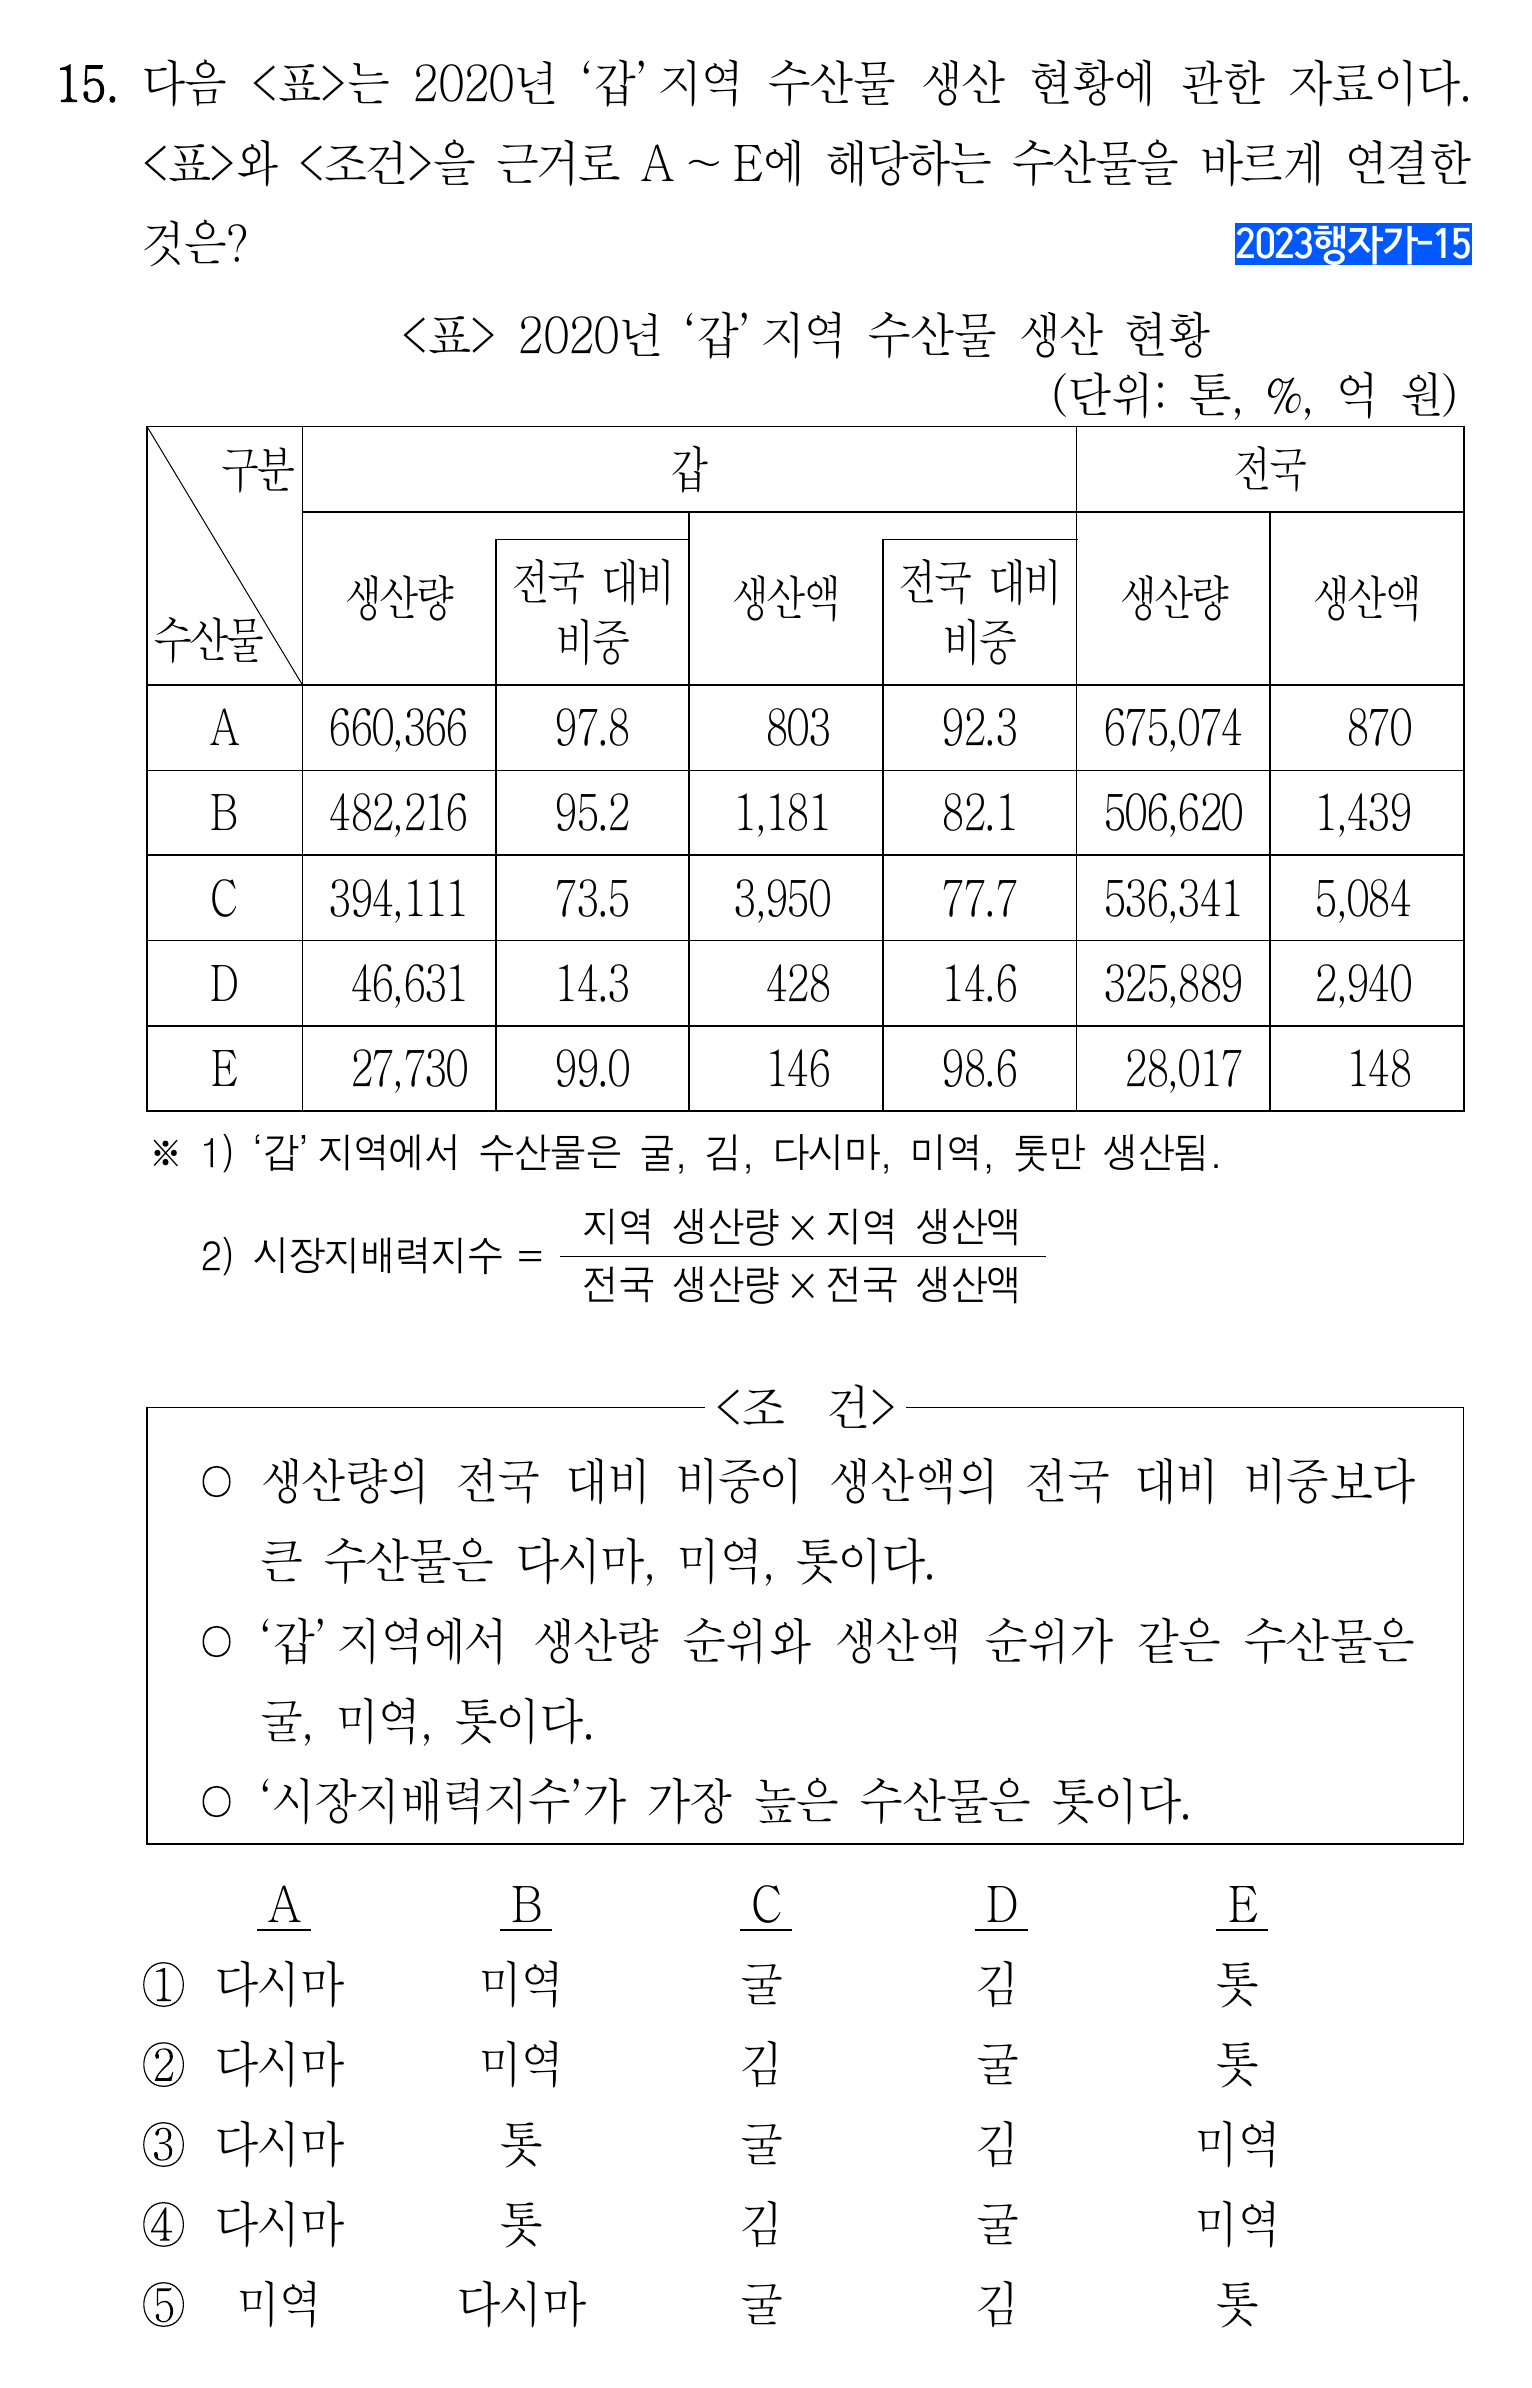 15. 다음 <표>는 2020년 ‘갑’ 지역 수산물 생산 현황에 관한 자료이다.
<표>와 <조건>을 근거로 A ~ E에 해당하는 수산물을 바르게 연결한
것은? 2023행자가-15
<표> 2020년 ‘갑’ 지역 수산물 생산 현황
(단위: 톤, %, 억 원)
구분 갑 전국
수산물 생산량 전국 대비 비중 생산액 전국 대비 비중 생산량 생산액
A 660,366 97.8 803 92.3 675,074 870
B 482,216 95.2 1,181 82.1 506,620 1,439
C 394,111 73.5 3,950 77.7 536,341 5,084
D 46,631 14.3 428 14.6 325,889 2,940
E 27,730 99.0 146 98.6 28,017 148
※ 1) ‘갑’ 지역에서 수산물은 굴, 김, 다시마, 미역, 톳만 생산됨.
2) 시장지배력지수 = 지역 생산량 × 지역 생산액
전국 생산량 × 전국 생산액
<조 건>
○ 생산량의 전국 대비 비중이 생산액의 전국 대비 비중보다
큰 수산물은 다시마, 미역, 톳이다.
○ ‘갑’ 지역에서 생산량 순위와 생산액 순위가 같은 수산물은
굴, 미역, 톳이다.
○ ‘시장지배력지수’가 가장 높은 수산물은 톳이다.
A B C D E
① 다시마 미역 굴 김 톳
② 다시마 미역 김 굴 톳
③ 다시마 톳 굴 김 미역
④ 다시마 톳 김 굴 미역
⑤ 미역 다시마 굴 김 톳